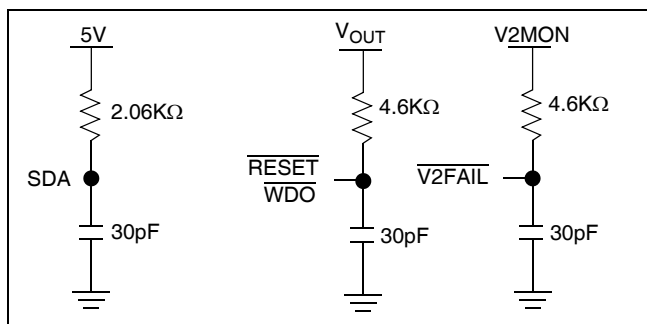 5V
2.06KΩ
SDA
30pF
VOUT
4.6KΩ
RESET
WDO
30pF
V2MON
4.6KΩ
V2FAIL
30pF